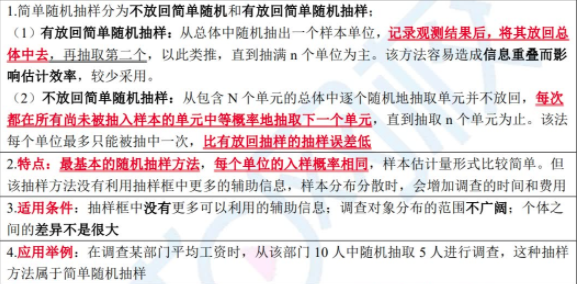 1.简单随机抽样分为不放回简单随机和有放回简单随机抽样；
（1）有放回简单随机抽样：从总体中随机抽出一个样本单位，记录观测结果后，将其放回总
体中去，再抽取第二个，以此类推，直到抽满 n 个单位为主。该方法容易造成信息重叠而影
响估计效率，较少采用。
（2）不放回简单随机抽样：从包含 N 个单元的总体中逐个随机地抽取单元并不放回，每次
都在所有尚未被抽入样本的单元中等概率地抽取下一个单元，直到抽取 n 个单元为止。该法
每个单位最多只能被抽中一次，比有放回抽样的抽样误差低
2.特点：最基本的随机抽样方法，每个单位的入样概率相同，样本估计量形式比较简单。但
该抽样方法没有利用抽样框中更多的辅助信息，样本分布分散时，会增加调查的时间和费用
3.适用条件：抽样框中没有更多可以利用的辅助信息；调查对象分布的范围不广阔；个体之
间的差异不是很大
4.应用举例：在调查某部门平均工资时，从该部门 10 人中随机抽取 5 人进行调查，这种抽样
方法属于简单随机抽样